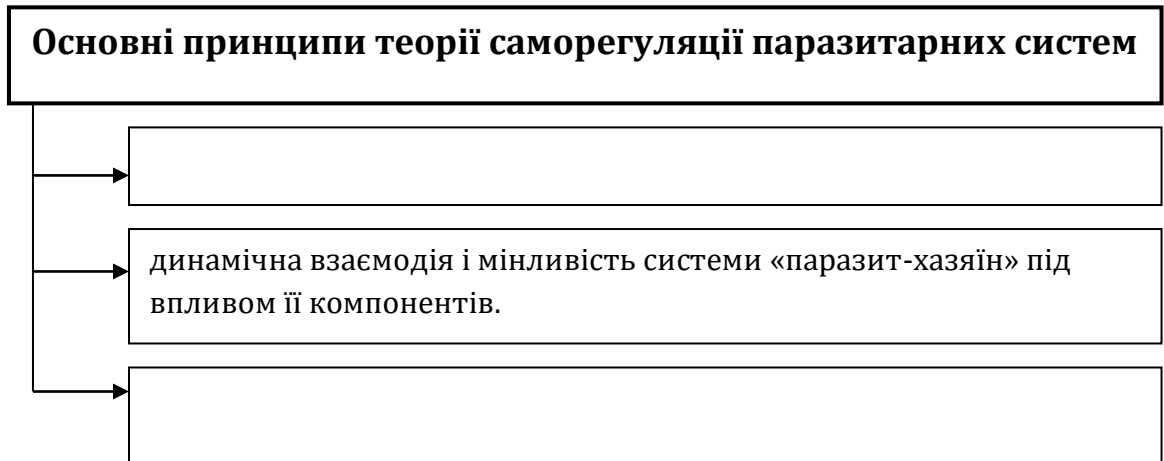 Основні принципи теорії саморегуляції паразитарних систем
динамічна взаємодія і мінливість системи «паразит-хазяїн» під
впливом її компонентів.